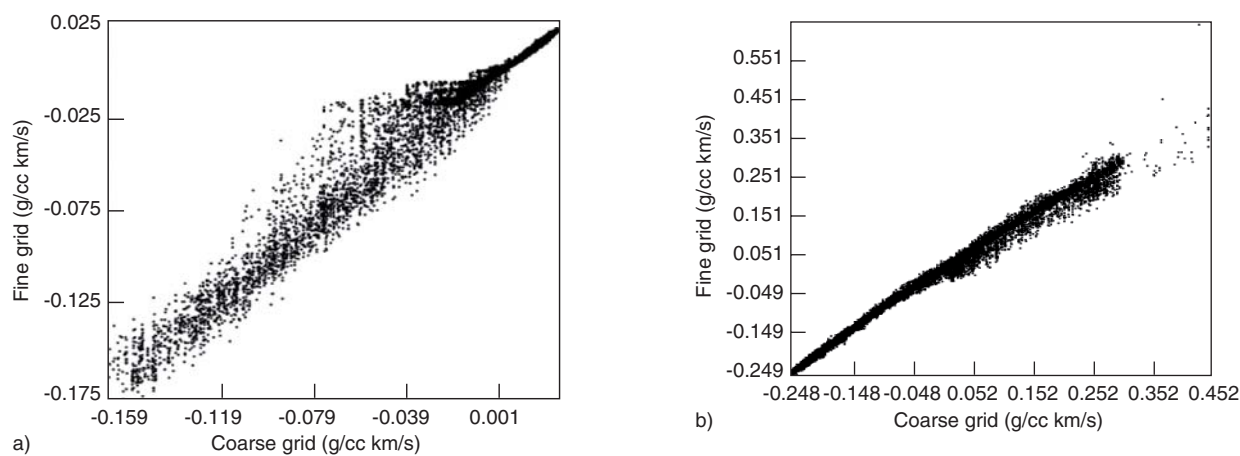 0.025
-0.025
-0.075
-0.125
-0.175
Fine grid (g/cc km/s)
-0.159 -0.119 -0.079 -0.039 0.001
Coarse grid (g/cc km/s)
a)
0.551
0.451
0.351
0.251
0.151
0.051
-0.049
-0.149
-0.249
Fine grid (g/cc km/s)
-0.248 -0.148 -0.048 0.052 0.152 0.252 0.352 0.452
Coarse grid (g/cc km/s)
b)